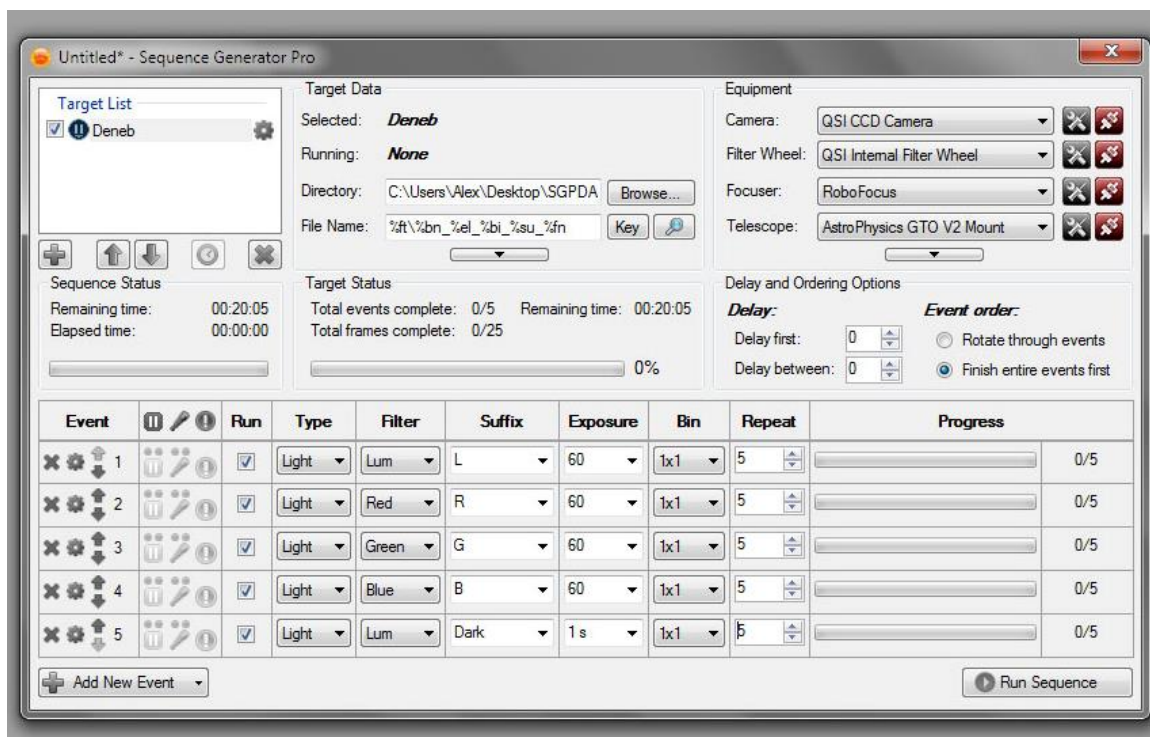 Untitled* - Sequence Generator Pro
Target List
Deneb
Target Data
Selected: Deneb
Running: None
Directory: C:\Users\Alex\Desktop\SGPDA Browse...
File Name: %ft\%bn_%el_%bi_%su_%fn Key
Equipment
Camera: QSI CCD Camera
Filter Wheel: QSI Internal Filter Wheel
Focuser: RoboFocus
Telescope: AstroPhysics GTO V2 Mount
Sequence Status
Remaining time: 00:20:05
Elapsed time: 00:00:00
Target Status
Total events complete: 0/5 Remaining time: 00:20:05
Total frames complete: 0/25
0%
Delay and Ordering Options
Delay: Event order:
Delay first: 0 Rotate through events
Delay between: 0 Finish entire events first
Event Run Type Filter Suffix Exposure Bin Repeat Progress
1 Light Lum L 60 1x1 5 0/5
2 Light Red R 60 1x1 5 0/5
3 Light Green G 60 1x1 5 0/5
4 Light Blue B 60 1x1 5 0/5
5 Light Lum Dark 1 s 1x1 5 0/5
Add New Event Run Sequence